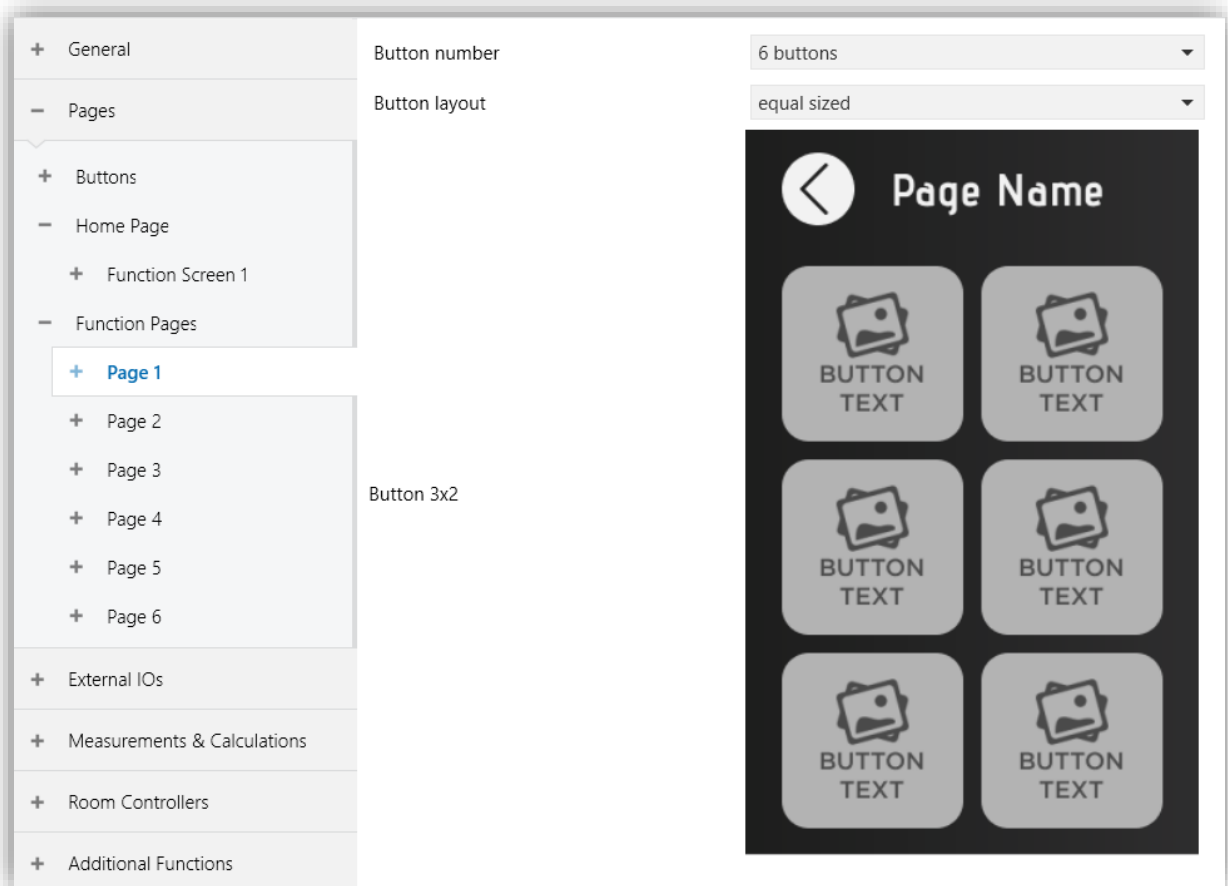 General
Pages
Buttons
Home Page
Function Screen 1
Function Pages
Page 1
Page 2
Page 3
Page 4
Page 5
Page 6
External IOs
Measurements & Calculations
Room Controllers
Additional Functions
Button number
6 buttons
Button layout
equal sized
Button 3x2
Page Name
BUTTON
TEXT
BUTTON
TEXT
BUTTON
TEXT
BUTTON
TEXT
BUTTON
TEXT
BUTTON
TEXT